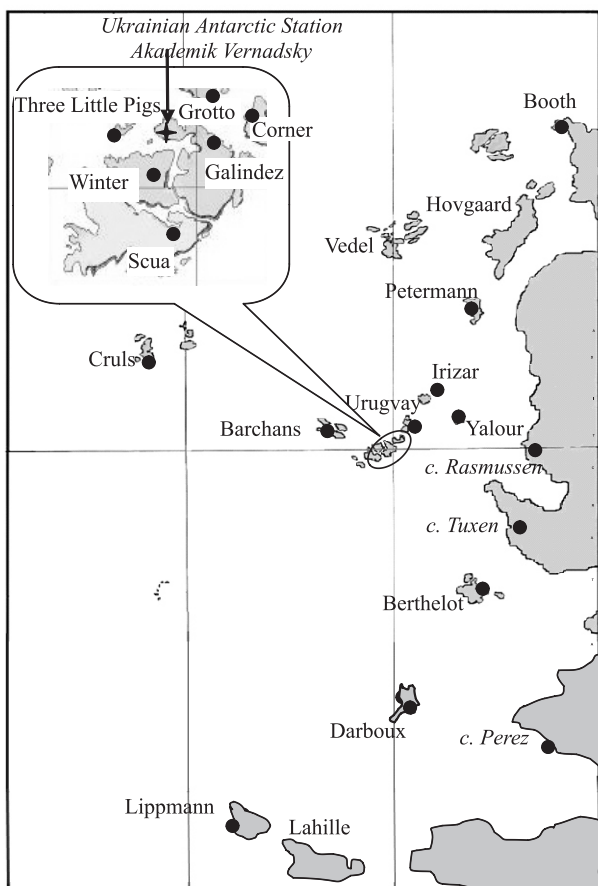 Ukrainian Antarctic Station
Akademik Vernadsky
Three Little Pigs
Grotto
Corner
Winter
Galindez
Scua
Booth
Hovgaard
Vedel
Petermann
Cruls
Irizar
Urugvay
Barchans
Yalour
c. Rasmussen
c. Tuxen
Berthelot
Darboux
c. Perez
Lippmann
Lahille